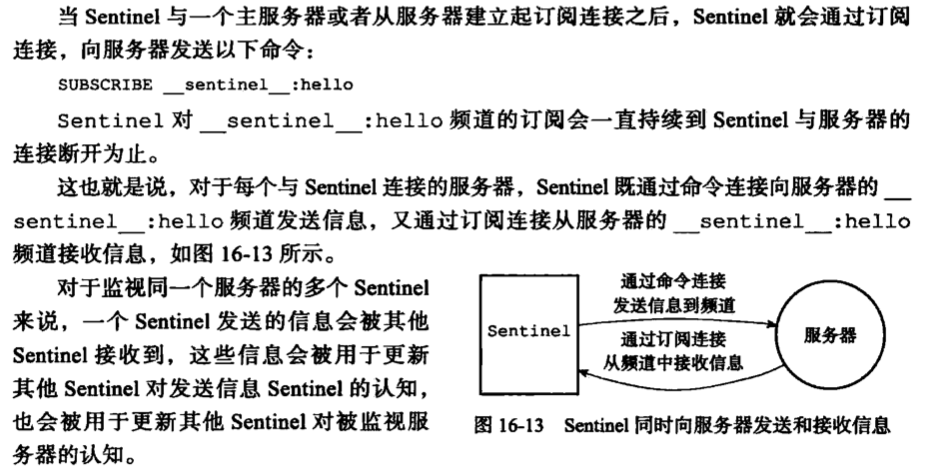 当 Sentinel 与一个主服务器或者从服务器建立起订阅连接之后，Sentinel 就会通过订阅
连接，向服务器发送以下命令：
SUBSCRIBE __sentinel__:hello
Sentinel 对 __sentinel__:hello 频道的订阅会一直持续到 Sentinel 与服务器的
连接断开为止。
这也就是说，对于每个与 Sentinel 连接的服务器，Sentinel 既通过命令连接向服务器的 __
sentinel__:hello 频道发送信息，又通过订阅连接从服务器的 __sentinel__:hello
频道接收信息，如图 16-13 所示。
对于监视同一个服务器的多个 Sentinel
来说，一个 Sentinel 发送的信息会被其他
Sentinel 接收到，这些信息会被用于更新
其他 Sentinel 对发送信息 Sentinel 的认知，
也会被用于更新其他 Sentinel 对被监视服
务器的认知。
Sentinel
通过命令连接
发送信息到频道
通过订阅连接
从频道中接收信息
服务器
图 16-13 Sentinel 同时向服务器发送和接收信息